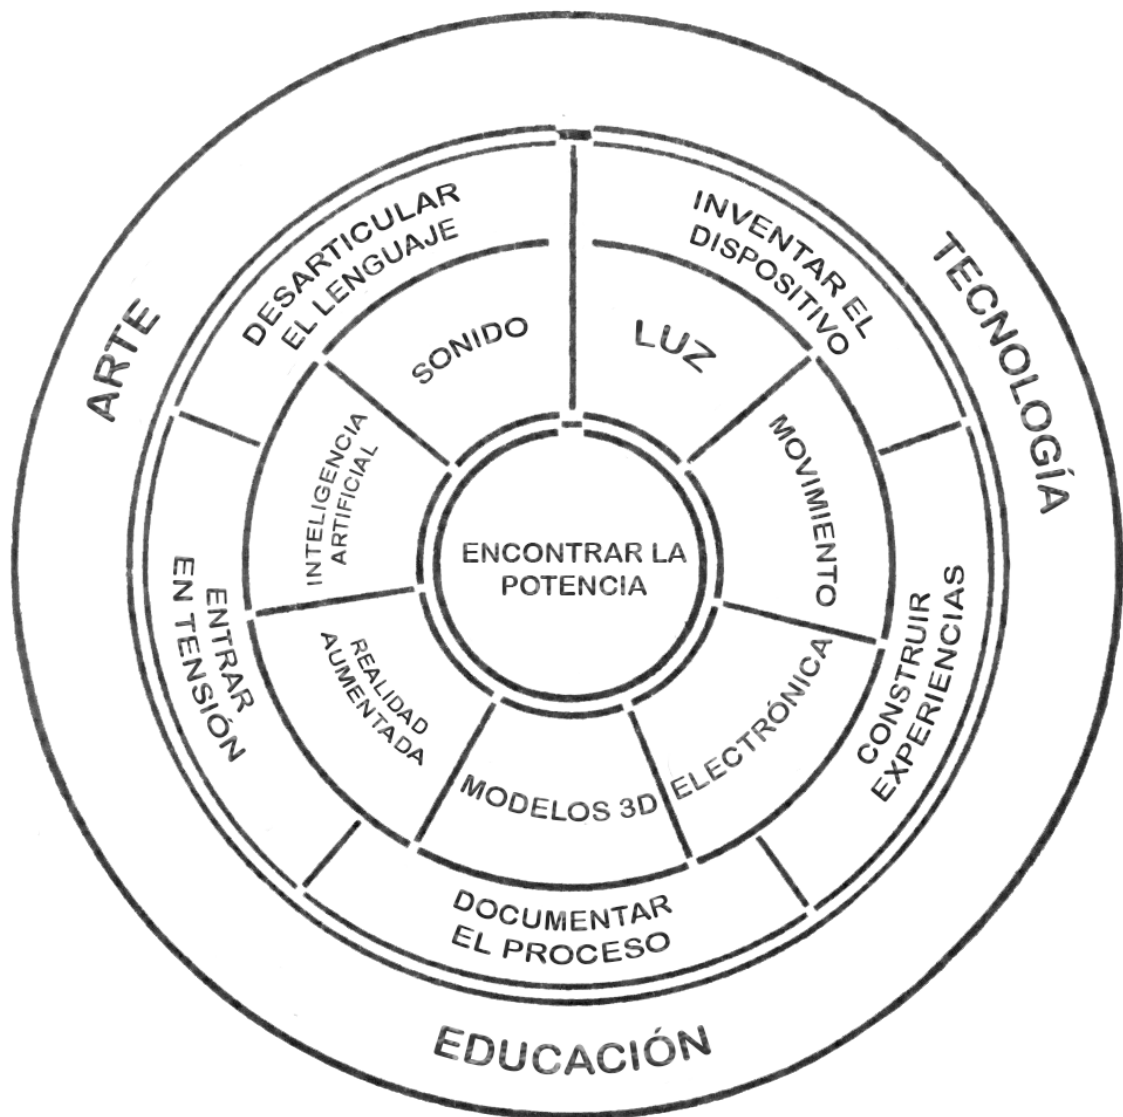 ARTE
TECNOLOGÍA
EDUCACIÓN
DESARTICULAR
EL LENGUAJE
INVENTAR EL
DISPOSITIVO
CONSTRUIR
EXPERIENCIAS
DOCUMENTAR
EL PROCESO
ENTRAR
EN TENSIÓN
SONIDO
LUZ
MOVIMIENTO
ELECTRÓNICA
MODELOS 3D
REALIDAD
AUMENTADA
INTELIGENCIA
ARTIFICIAL
ENCONTRAR LA
POTENCIA